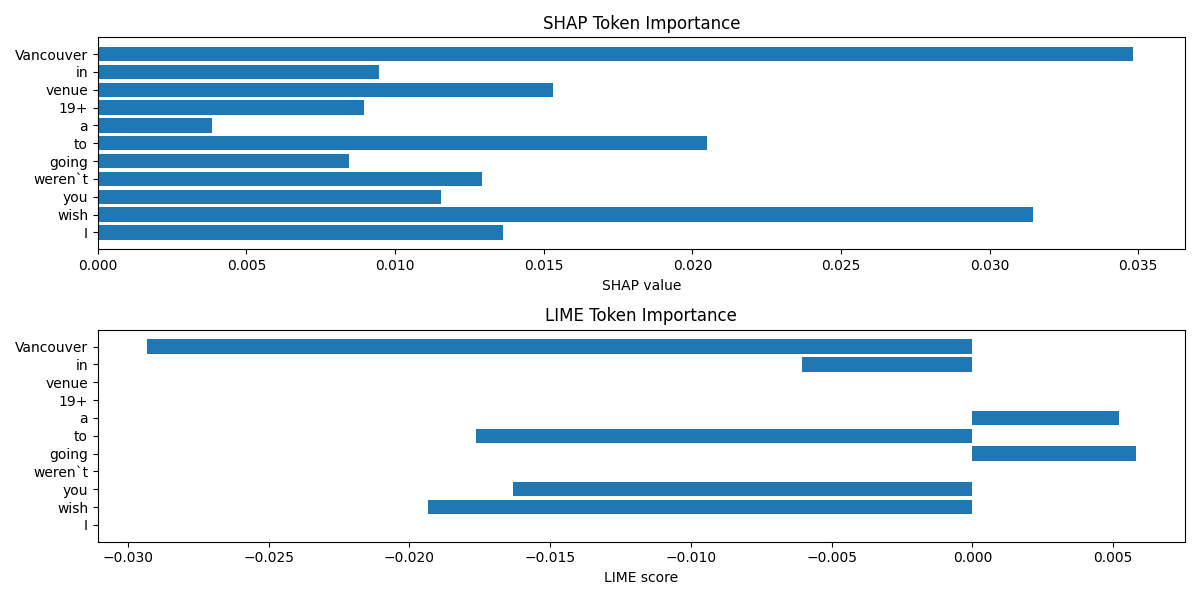 SHAP Token Importance
Vancouver
in
venue
19+
a
to
going
weren`t
you
wish
I
0.000 0.005 0.010 0.015 0.020 0.025 0.030 0.035
SHAP value
LIME Token Importance
Vancouver
in
venue
19+
a
to
going
weren`t
you
wish
I
−0.030 −0.025 −0.020 −0.015 −0.010 −0.005 0.000 0.005
LIME score